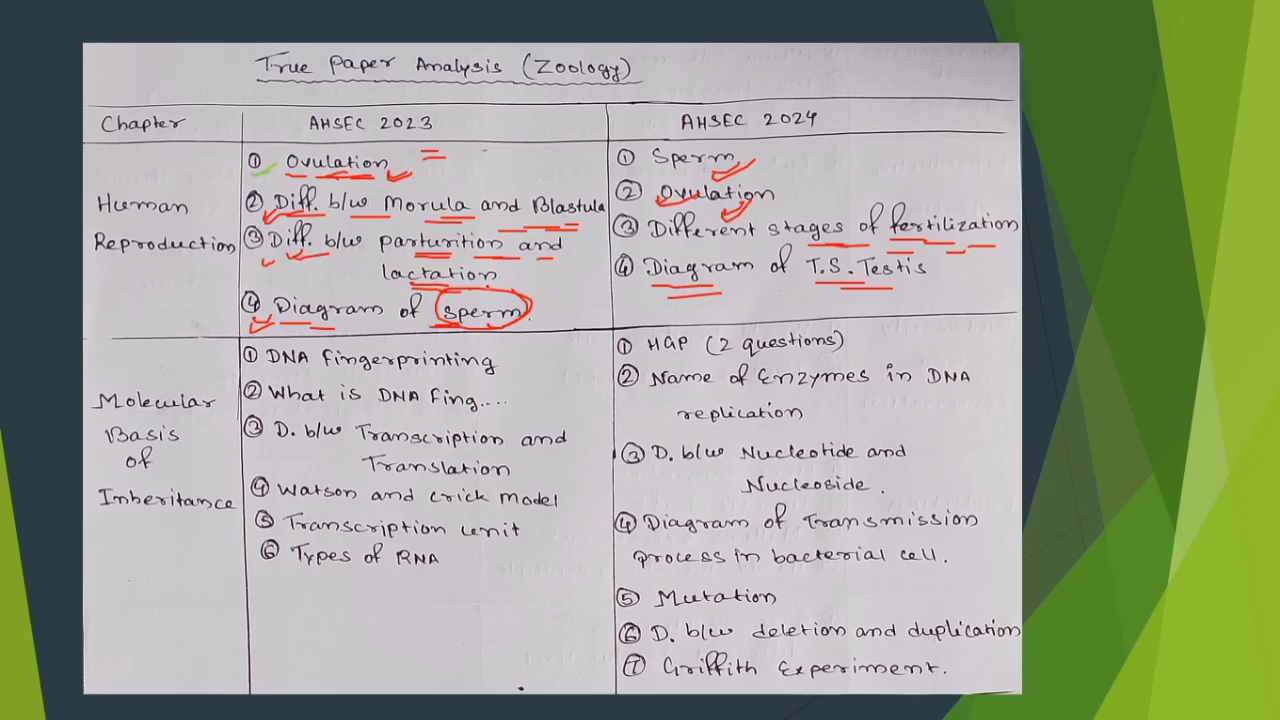 True Paper Analysis (Zoology)
Chapter
AHSEC 2023
AHSEC 2024
Human
Reproduction
① Ovulation
② Diff. b/w Morula and Blastula
③ Diff. b/w parturition and
lactation.
④ Diagram of sperm.
① Sperm
② Ovulation
③ Different stages of fertilization
④ Diagram of T.S. Testis
Molecular
Basis
of
Inheritance
① DNA fingerprinting
② What is DNA fing....
③ D. b/w Transcription and
Translation
④ Watson and crick model
⑤ Transcription unit
⑥ Types of RNA
① HGP (2 questions)
② Name of Enzymes in DNA
replication
③ D. b/w Nucleotide and
Nucleoside.
④ Diagram of Transmission
process in bacterial cell.
⑤ Mutation
⑥ D. b/w deletion and duplication
⑦ Griffith Experiment.